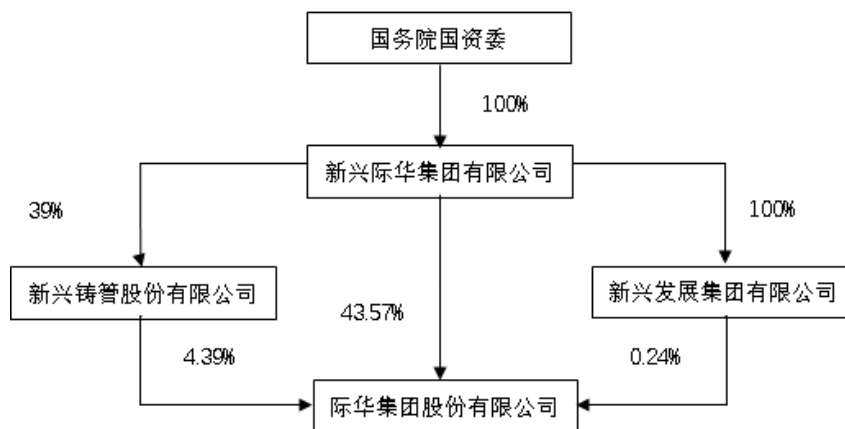 国务院国资委
100%
新兴际华集团有限公司
39%
100%
新兴铸管股份有限公司
43.57%
新兴发展集团有限公司
4.39%
0.24%
际华集团股份有限公司